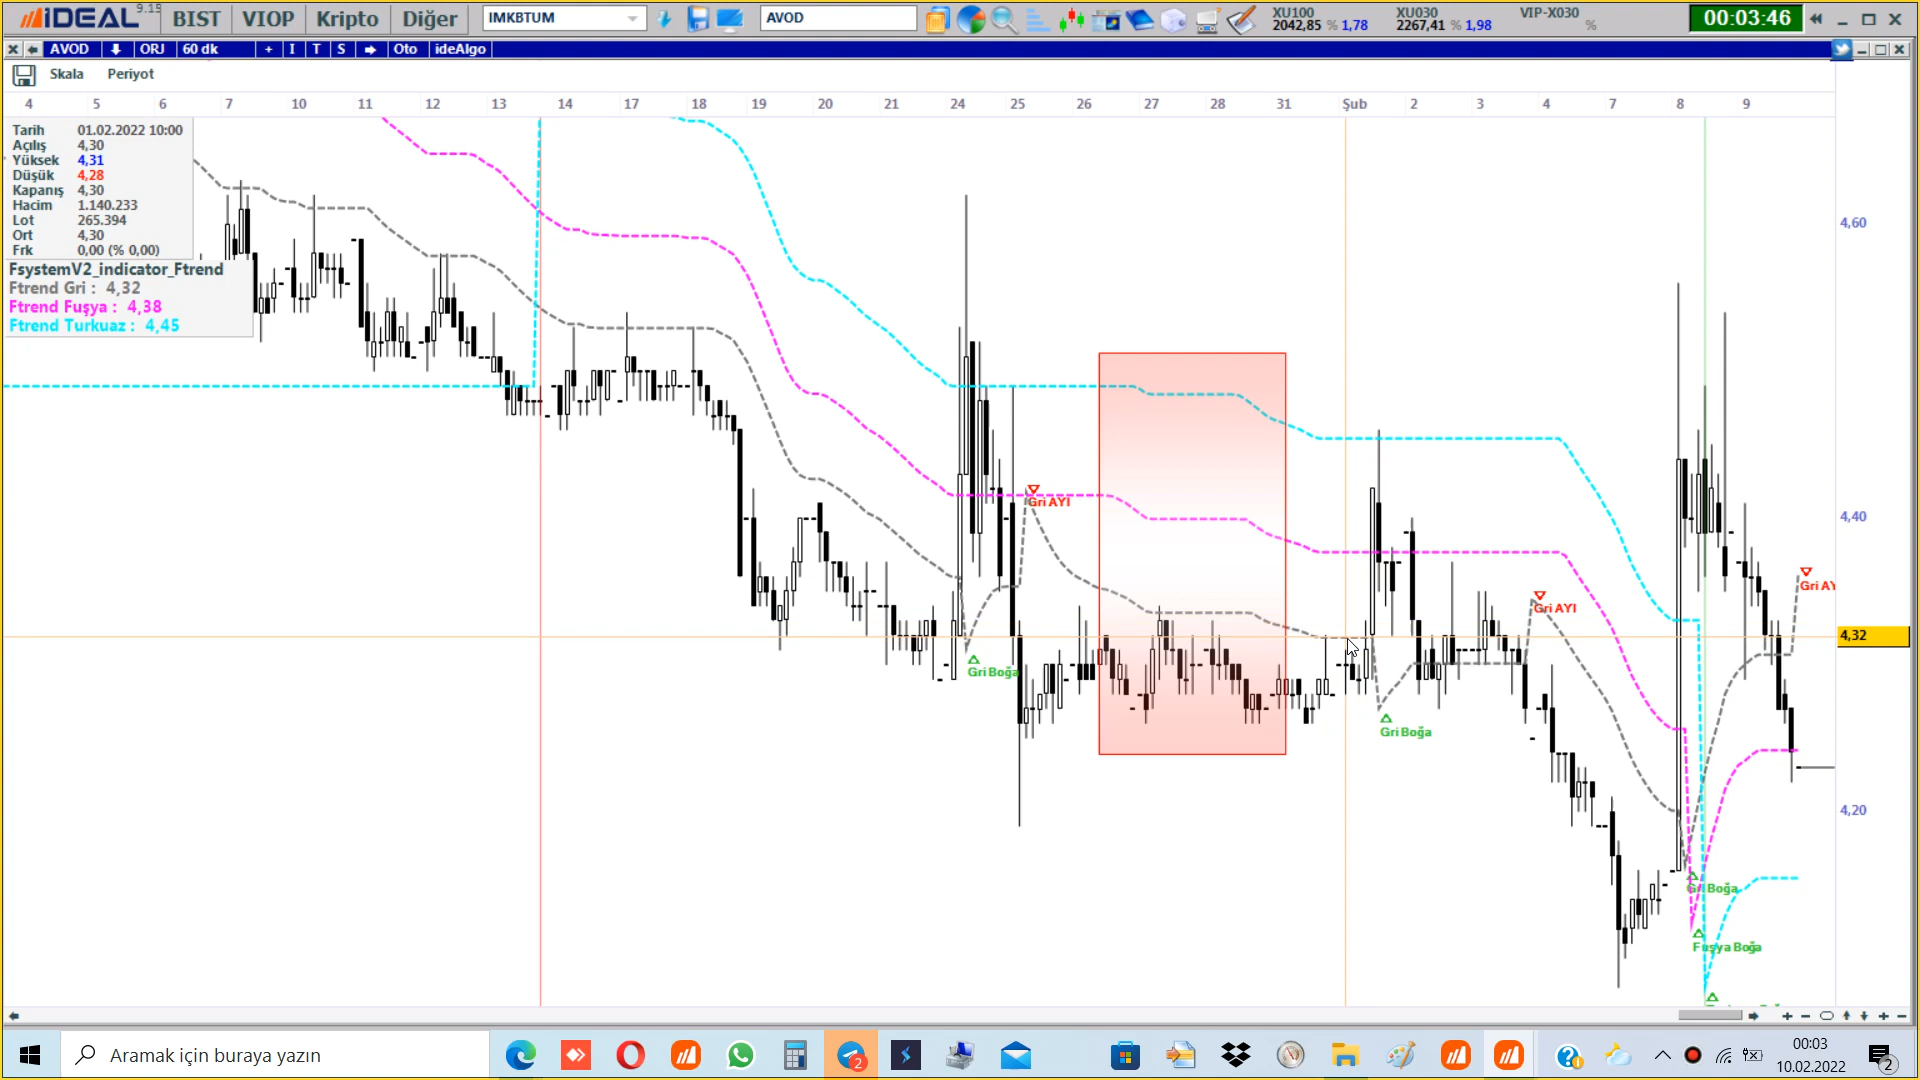 iDEAL 9.15 BIST VIOP Kripto Diğer IMKBTUM AVOD
XU100 XU030 VIP-X030
2042,85 % 1,78 2267,41 % 1,98 %
00:03:46
AVOD ORJ 60 dk + I T S Oto ideAlgo
Skala Periyot
4 5 6 7 10 11 12 13 14 17 18 19 20 21 24 25 26 27 28 31 Şub 2 3 4 7 8 9
Tarih 01.02.2022 10:00
Açılış 4,30
Yüksek 4,31
Düşük 4,28
Kapanış 4,30
Hacim 1.140.233
Lot 265.394
Ort 4,30
Frk 0,00 (% 0,00)
FsystemV2_indicator_Ftrend
Ftrend Gri : 4,32
Ftrend Fuşya : 4,38
Ftrend Turkuaz : 4,45
4,60
Gri AYI
4,40
Gri AY
Gri AYI
4,32
Gri Boğa
Gri Boğa
4,20
Gri Boğa
Fuşya Boğa
Aramak için buraya yazın
2
00:03
10.02.2022
2